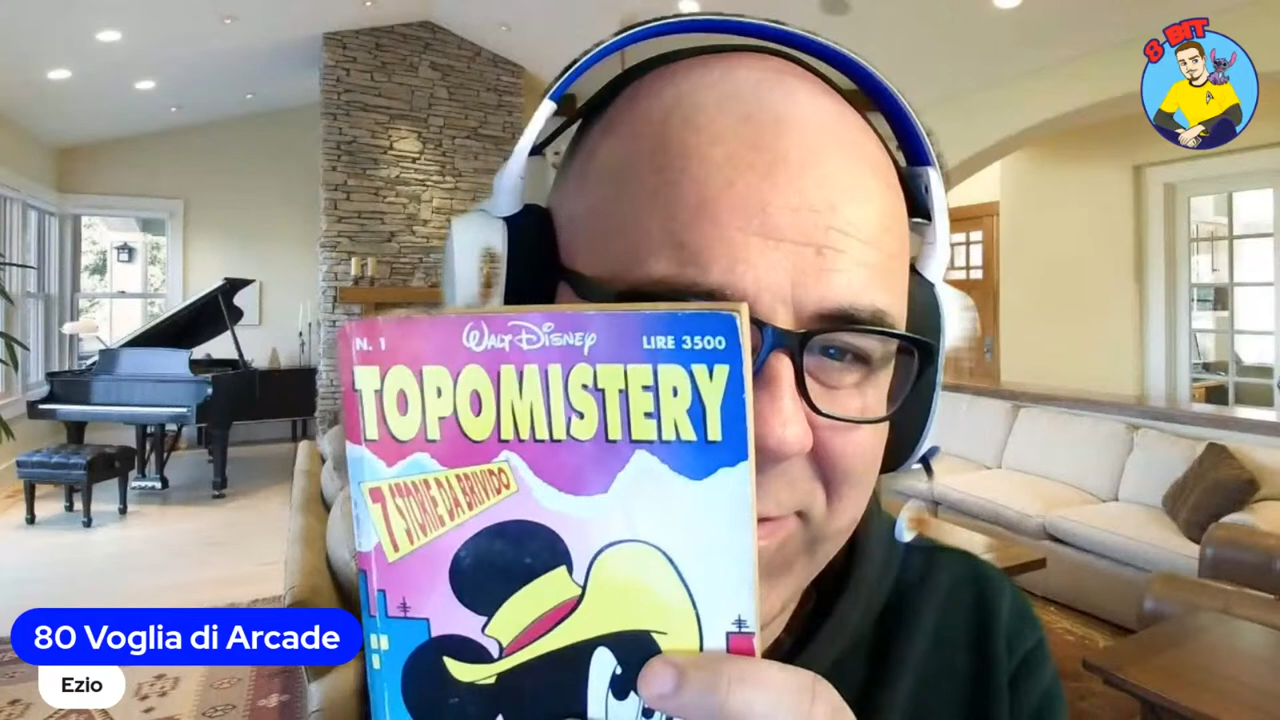 8-BIT
N. 1
WALT DISNEY
LIRE 3500
TOPOMISTERY
7 STORIE DA BRIVIDO
80 Voglia di Arcade
Ezio